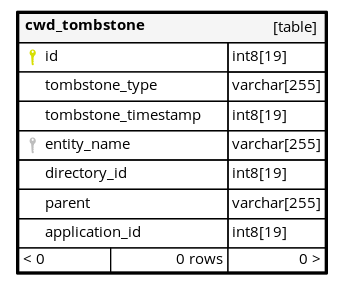 cwd_tombstone [table]
id int8[19]
tombstone_type varchar[255]
tombstone_timestamp int8[19]
entity_name varchar[255]
directory_id int8[19]
parent varchar[255]
application_id int8[19]
< 0 0 rows 0 >